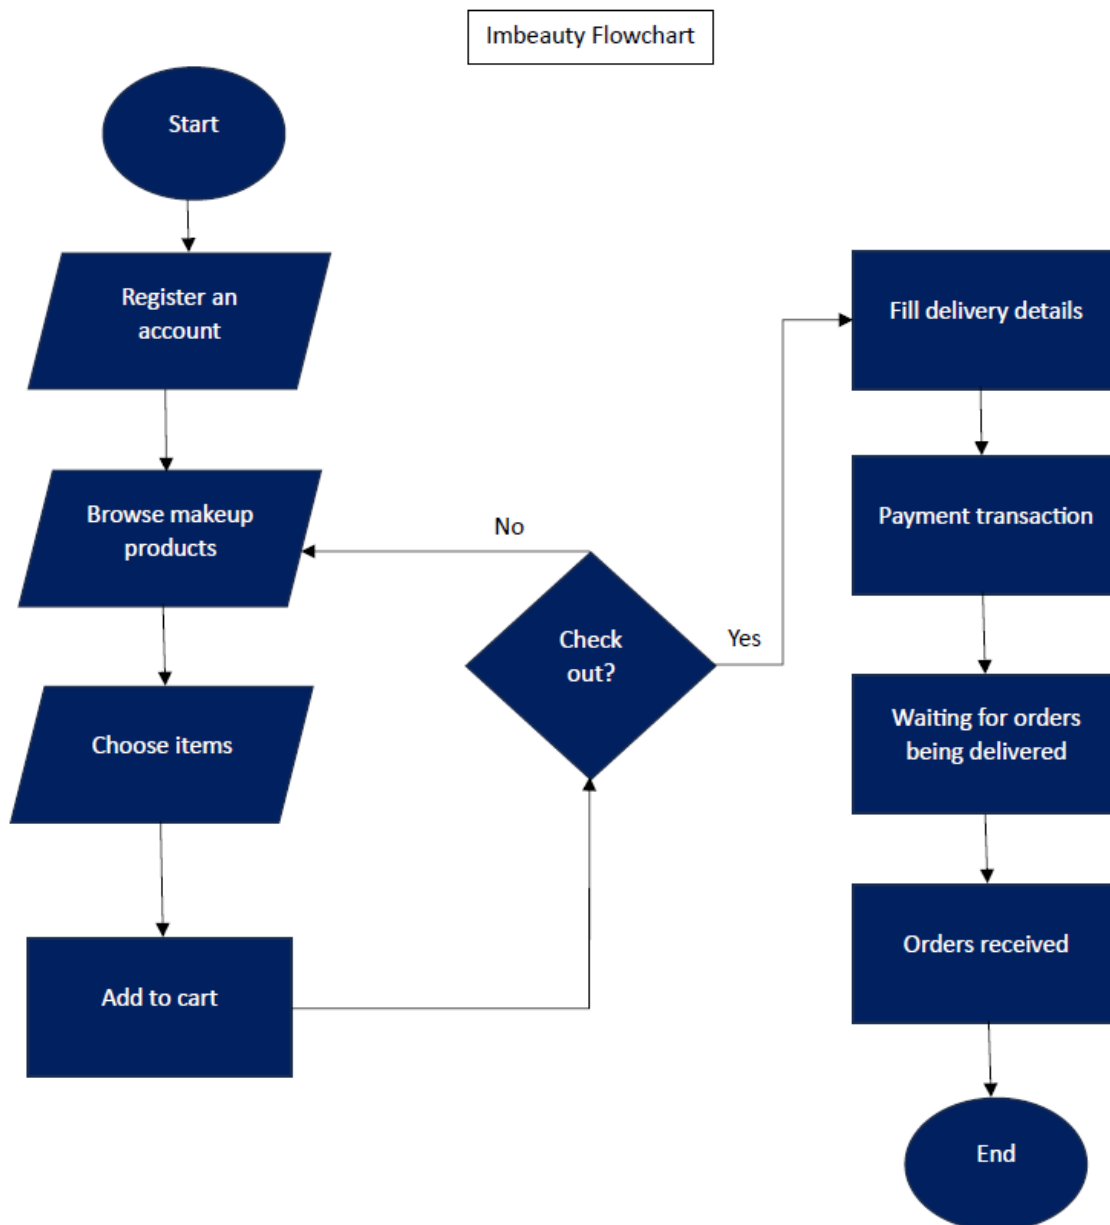 Imbeauty Flowchart
Start
Register an
account
Browse makeup
products
Choose items
Add to cart
No
Check
out?
Yes
Fill delivery details
Payment transaction
Waiting for orders
being delivered
Orders received
End